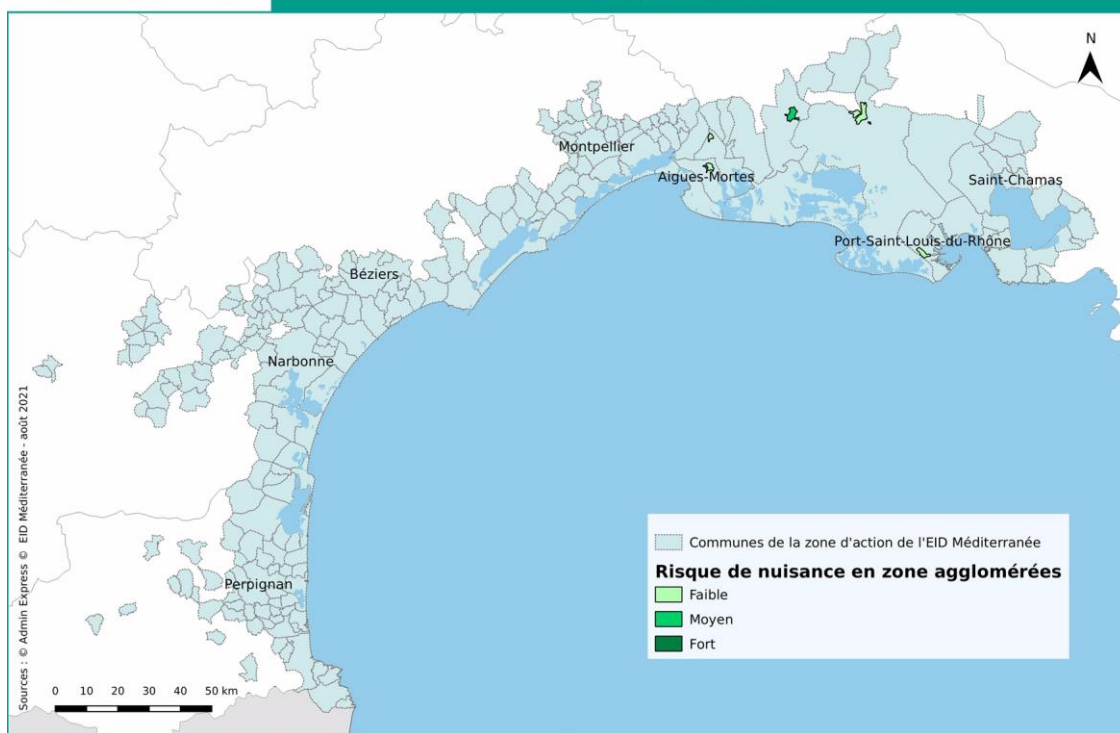 N
Montpellier
Aigues-Mortes
Saint-Chamas
Port-Saint-Louis-du-Rhône
Béziers
Narbonne
Perpignan
Communes de la zone d'action de l'EID Méditerranée
Risque de nuisance en zone agglomérées
Faible
Moyen
Fort
0 10 20 30 40 50 km
Sources : © Admin Express © EID Méditerranée - août 2021